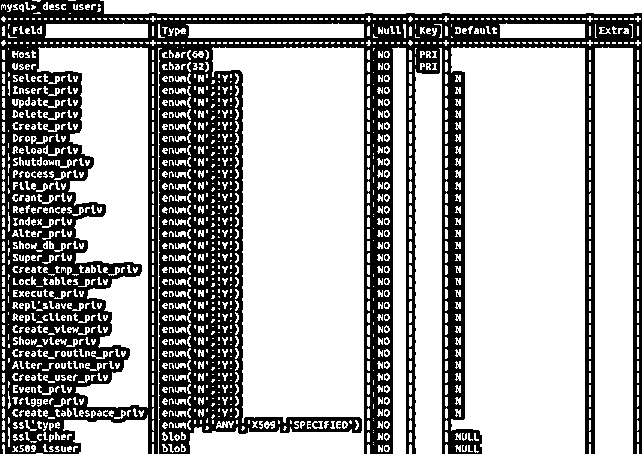 mysql> desc user;
| Field | Type | Null | Key | Default | Extra |
| Host | char(60) | NO | PRI | | |
| User | char(32) | NO | PRI | | |
| Select_priv | enum('N','Y') | NO | | N | |
| Insert_priv | enum('N','Y') | NO | | N | |
| Update_priv | enum('N','Y') | NO | | N | |
| Delete_priv | enum('N','Y') | NO | | N | |
| Create_priv | enum('N','Y') | NO | | N | |
| Drop_priv | enum('N','Y') | NO | | N | |
| Reload_priv | enum('N','Y') | NO | | N | |
| Shutdown_priv | enum('N','Y') | NO | | N | |
| Process_priv | enum('N','Y') | NO | | N | |
| File_priv | enum('N','Y') | NO | | N | |
| Grant_priv | enum('N','Y') | NO | | N | |
| References_priv | enum('N','Y') | NO | | N | |
| Index_priv | enum('N','Y') | NO | | N | |
| Alter_priv | enum('N','Y') | NO | | N | |
| Show_db_priv | enum('N','Y') | NO | | N | |
| Super_priv | enum('N','Y') | NO | | N | |
| Create_tmp_table_priv | enum('N','Y') | NO | | N | |
| Lock_tables_priv | enum('N','Y') | NO | | N | |
| Execute_priv | enum('N','Y') | NO | | N | |
| Repl_slave_priv | enum('N','Y') | NO | | N | |
| Repl_client_priv | enum('N','Y') | NO | | N | |
| Create_view_priv | enum('N','Y') | NO | | N | |
| Show_view_priv | enum('N','Y') | NO | | N | |
| Create_routine_priv | enum('N','Y') | NO | | N | |
| Alter_routine_priv | enum('N','Y') | NO | | N | |
| Create_user_priv | enum('N','Y') | NO | | N | |
| Event_priv | enum('N','Y') | NO | | N | |
| Trigger_priv | enum('N','Y') | NO | | N | |
| Create_tablespace_priv | enum('N','Y') | NO | | N | |
| ssl_type | enum('','ANY','X509','SPECIFIED') | NO | | | |
| ssl_cipher | blob | NO | | NULL | |
| x509_issuer | blob | NO | | NULL | |